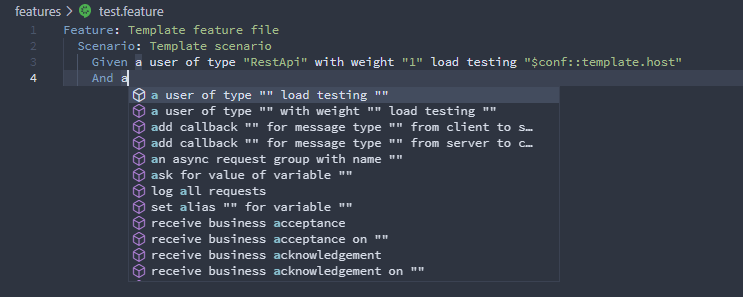 features > test.feature
1 Feature: Template feature file
2 Scenario: Template scenario
3 Given a user of type "RestApi" with weight "1" load testing "$conf::template.host"
4 And a
a user of type "" load testing ""
a user of type "" with weight "" load testing ""
add callback "" for message type "" from client to s…
add callback "" for message type "" from server to c…
an async request group with name ""
ask for value of variable ""
log all requests
set alias "" for variable ""
receive business acceptance
receive business acceptance on ""
receive business acknowledgement
receive business acknowledgement on ""